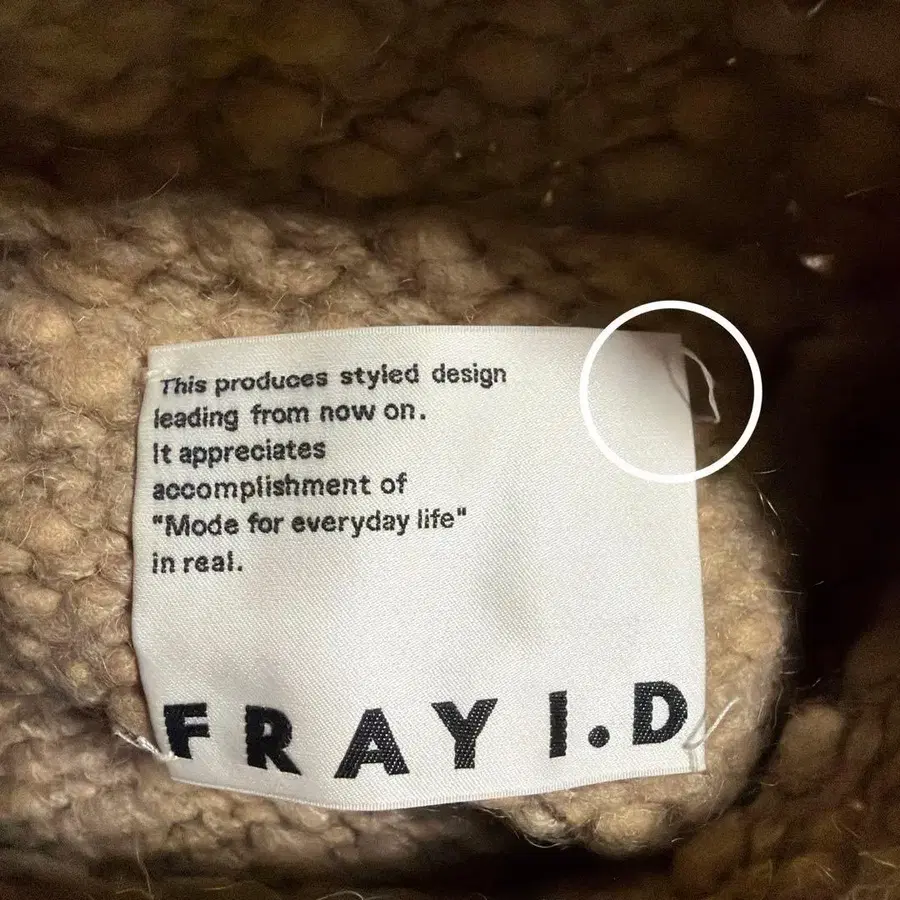 This produces styled design
leading from now on.
It appreciates
accomplishment of
"Mode for everyday life"
in real.
FRAY I.D